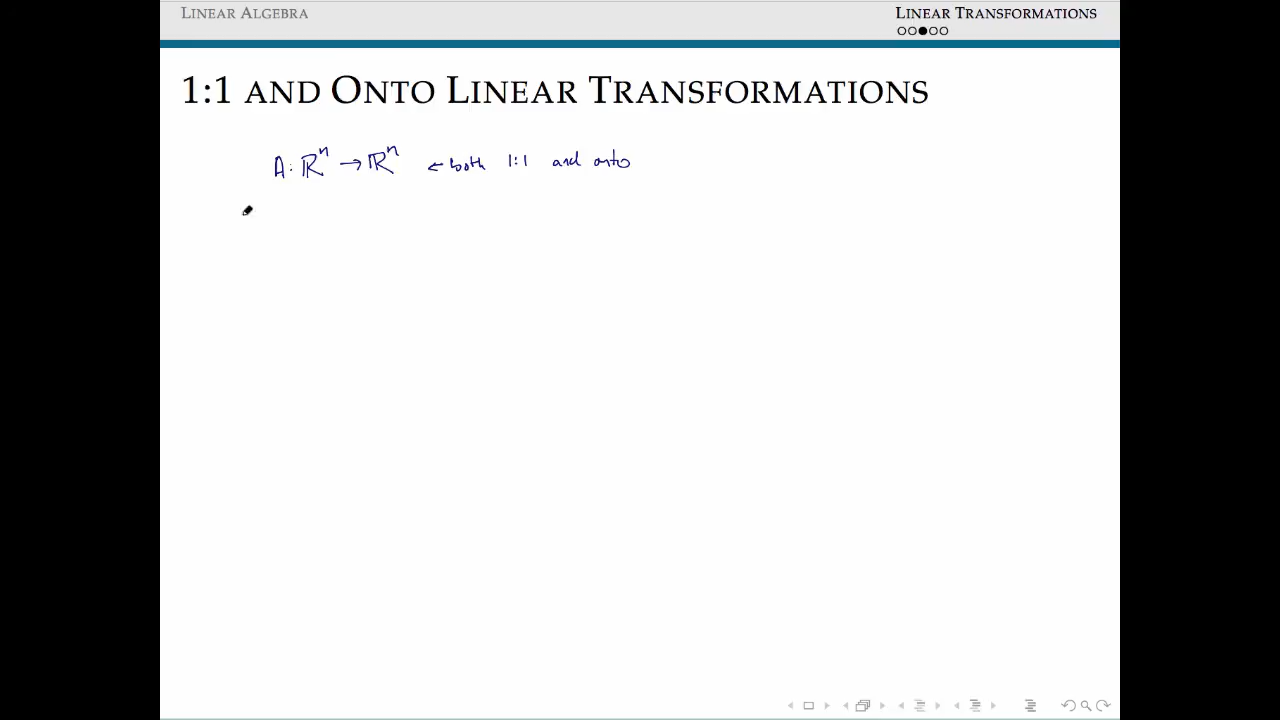 LINEAR ALGEBRA
LINEAR TRANSFORMATIONS
1:1 AND ONTO LINEAR TRANSFORMATIONS
A: ℝⁿ → ℝⁿ ← both 1:1 and onto